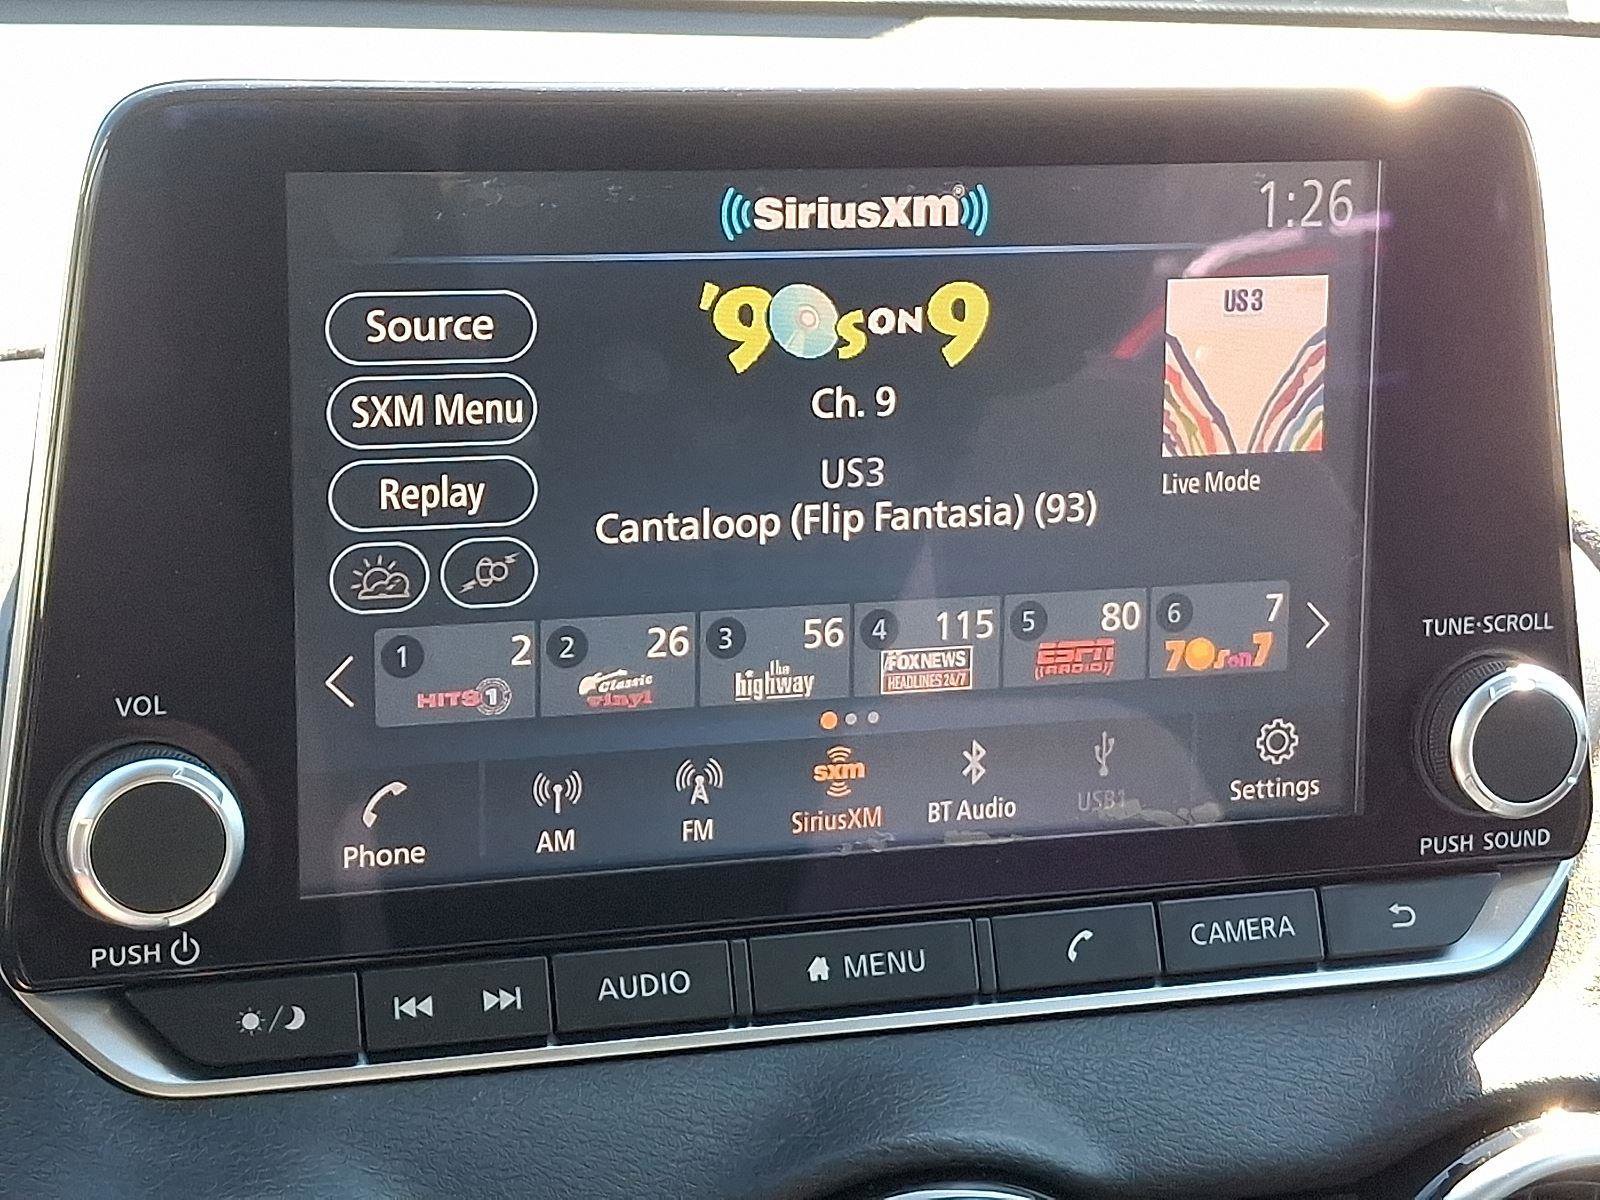 SiriusXM®
1:26
Source
SXM Menu
Replay
'90s ON 9
Ch. 9
US3
Cantaloop (Flip Fantasia) (93)
US3
Live Mode
1 2 HITS 1
2 26 Classic vinyl
3 56 the highway
4 115 FOX NEWS HEADLINES 24/7
5 80 ESPN RADIO
6 7 70s on 7
Phone
AM
FM
sxm
SiriusXM
BT Audio
USB1
Settings
VOL
PUSH
TUNE·SCROLL
PUSH SOUND
AUDIO
MENU
CAMERA